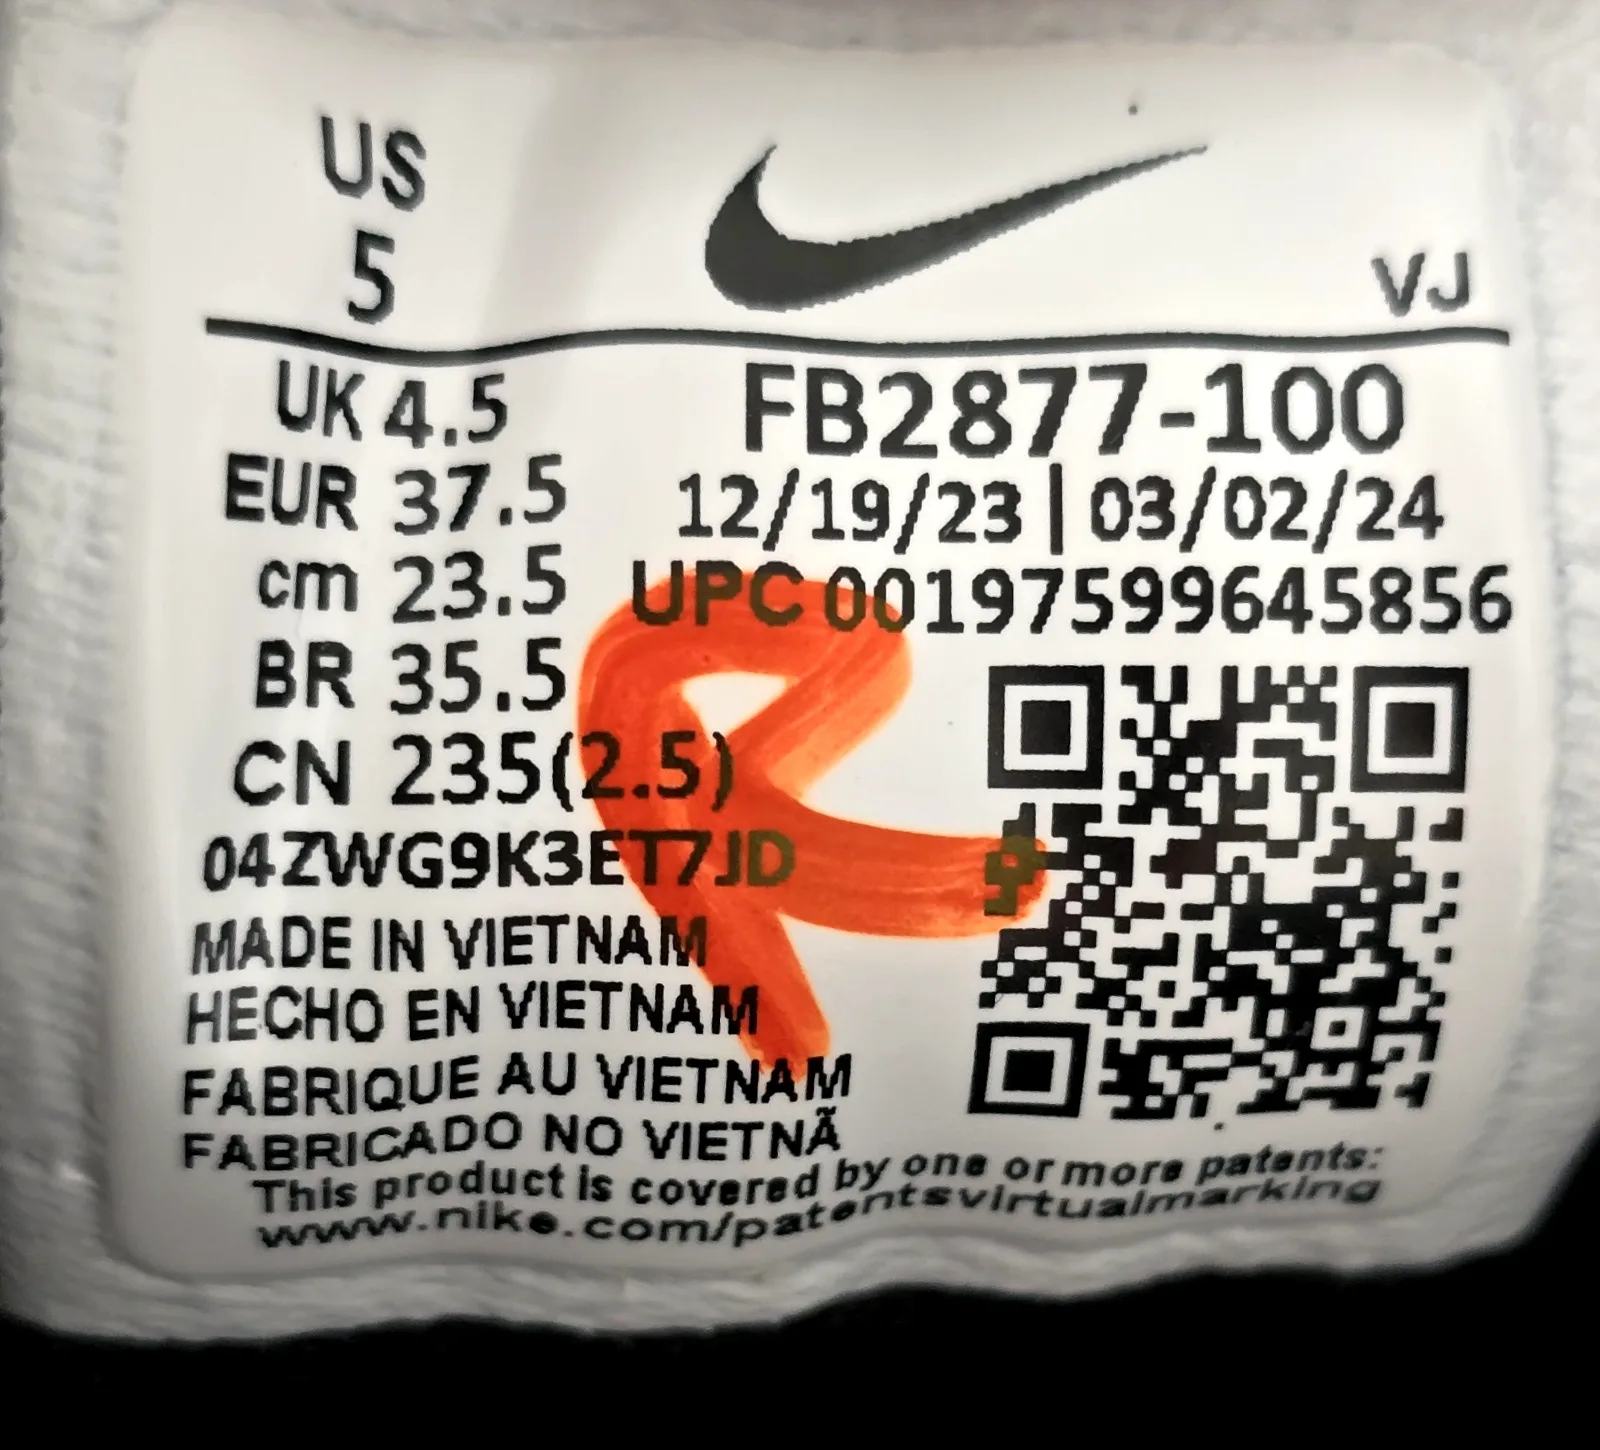 US
5
VJ
UK 4.5
EUR 37.5
cm 23.5
BR 35.5
CN 235(2.5)
04ZWG9K3ET7JD
MADE IN VIETNAM
HECHO EN VIETNAM
FABRIQUE AU VIETNAM
FABRICADO NO VIETNÃ
FB2877-100
12/19/23 | 03/02/24
UPC 00197599645856
R
This product is covered by one or more patents:
www.nike.com/patentsvirtualmarking